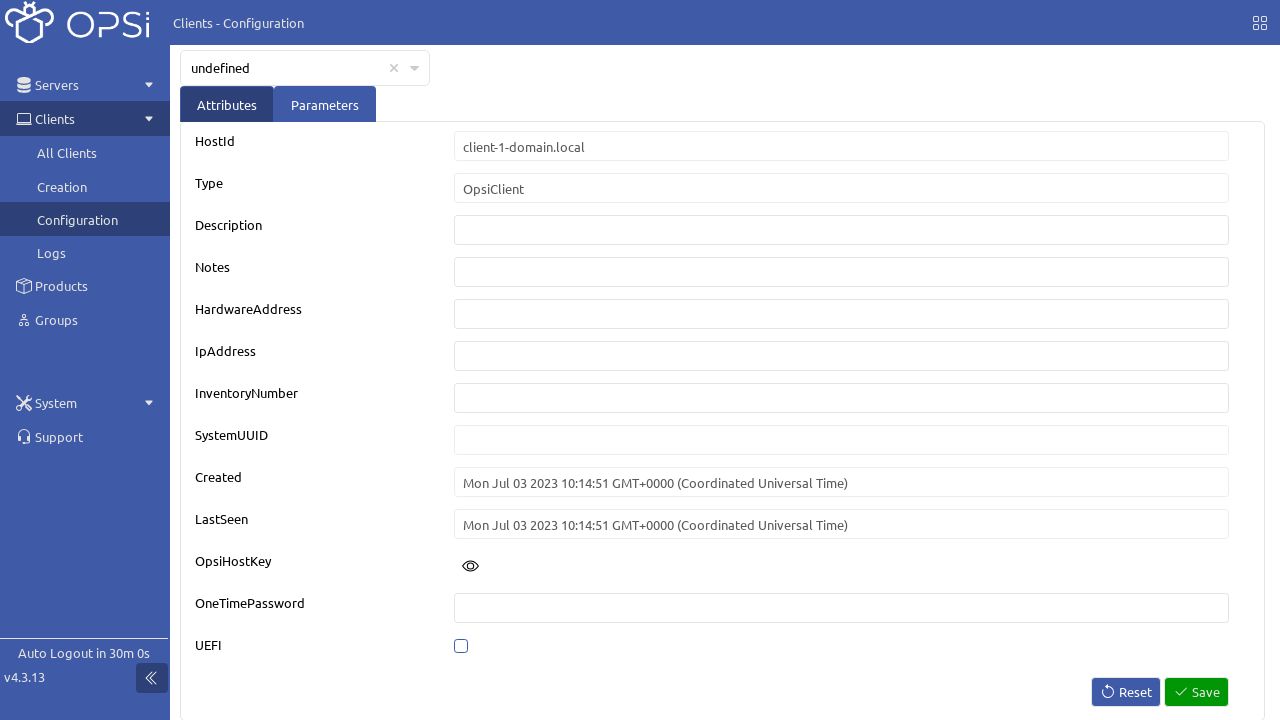 OPSi
Clients - Configuration
Servers
Clients
All Clients
Creation
Configuration
Logs
Products
Groups
System
Support
Auto Logout in 30m 0s
v4.3.13
undefined
Attributes
Parameters
HostId
client-1-domain.local
Type
OpsiClient
Description
Notes
HardwareAddress
IpAddress
InventoryNumber
SystemUUID
Created
Mon Jul 03 2023 10:14:51 GMT+0000 (Coordinated Universal Time)
LastSeen
Mon Jul 03 2023 10:14:51 GMT+0000 (Coordinated Universal Time)
OpsiHostKey
OneTimePassword
UEFI
Reset
Save